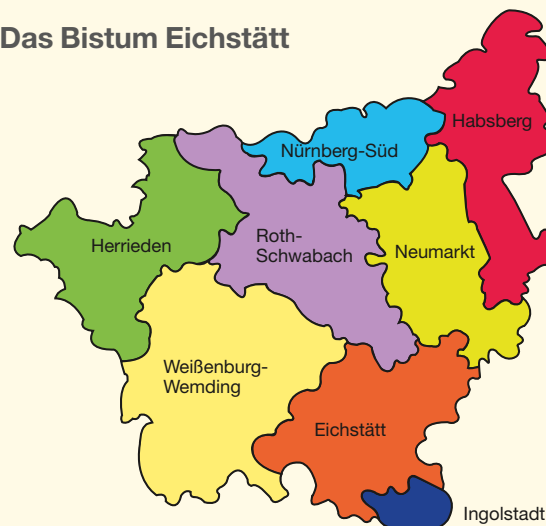 Das Bistum Eichstätt
Habsberg
Nürnberg-Süd
Herrieden
Roth-
Schwabach
Neumarkt
Weißenburg-
Wemding
Eichstätt
Ingolstadt